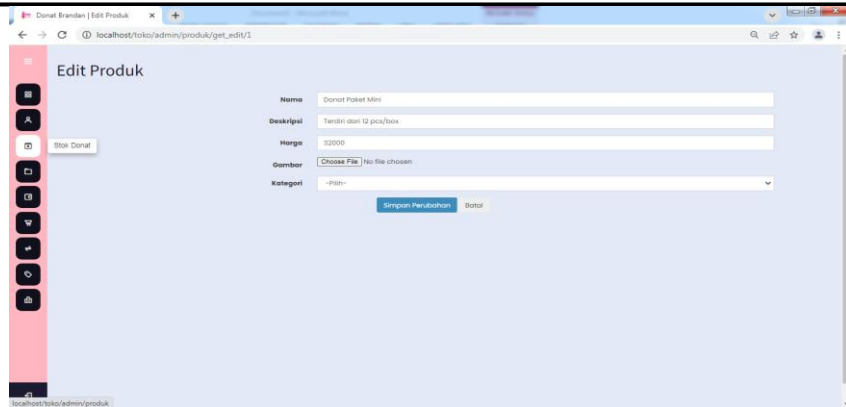 Donat Brandan | Edit Produk
localhost/toko/admin/produk/get_edit/1
Edit Produk
Nama
Donat Paket Mini
Deskripsi
Terdiri dari 12 pcs/box
Harga
32000
Gambar
Choose File No file chosen
Kategori
-Pilih-
Simpan Perubahan Batal
Stok Donat
localhost/toko/admin/produk